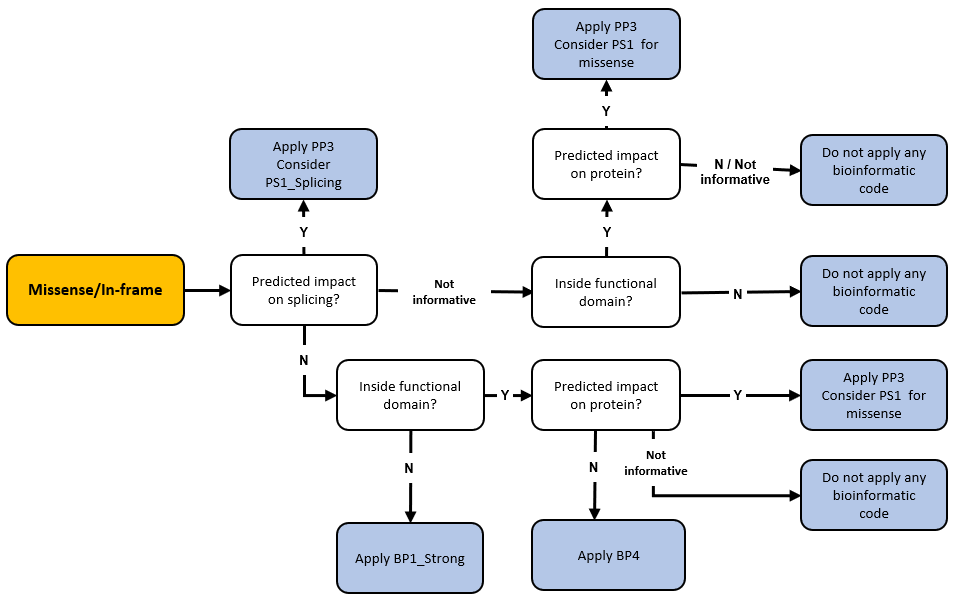 Apply PP3
Consider PS1 for
missense
Y
Apply PP3
Consider
PS1_Splicing
Predicted impact
on protein?
N / Not
informative
Do not apply any
bioinformatic
code
Y
Y
Missense/In-frame
Predicted impact
on splicing?
Not
informative
Inside functional
domain?
N
Do not apply any
bioinformatic
code
N
Inside functional
domain?
Y
Predicted impact
on protein?
Y
Apply PP3
Consider PS1 for
missense
N
N
Not
informative
Do not apply any
bioinformatic
code
Apply BP1_Strong
Apply BP4